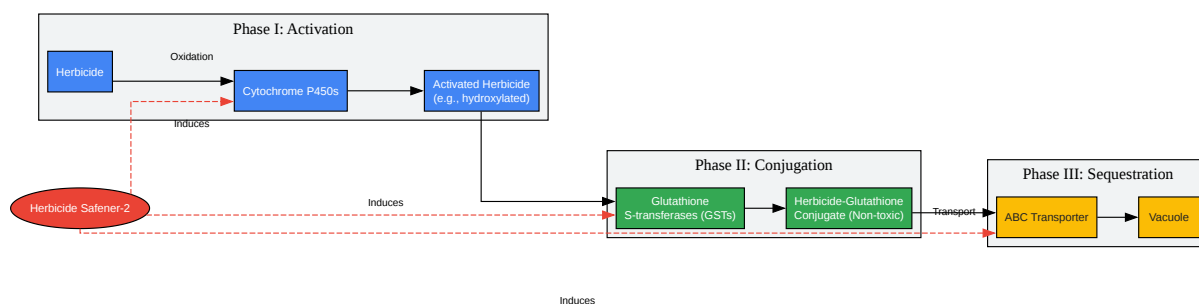 Phase I: Activation
Herbicide
Oxidation
Cytochrome P450s
Activated Herbicide
(e.g., hydroxylated)
Induces
Phase II: Conjugation
Phase III: Sequestration
Herbicide Safener-2
Induces
Glutathione
S-transferases (GSTs)
Herbicide-Glutathione
Conjugate (Non-toxic)
Transport
ABC Transporter
Vacuole
Induces